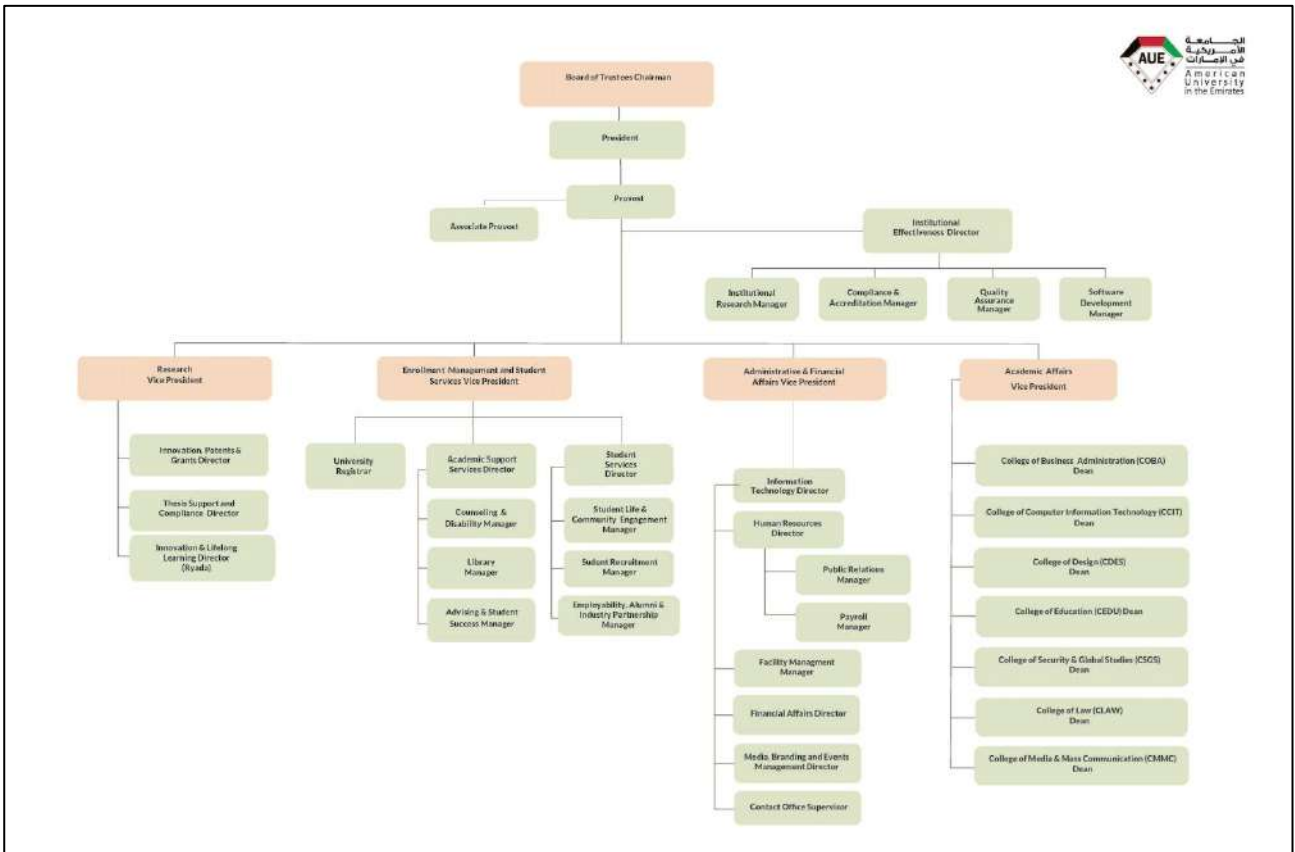 الجامعة
الأمريكية
في الإمارات
AUE
American
University
in the Emirates
Board of Trustees Chairman
President
Provost
Associate Provost
Institutional
Effectiveness Director
Institutional
Research Manager
Compliance &
Accreditation Manager
Quality
Assurance
Manager
Software
Development
Manager
Research
Vice President
Enrollment Management and Student
Services Vice President
Administrative & Financial
Affairs Vice President
Academic Affairs
Vice President
Innovation, Patents &
Grants Director
Thesis Support and
Compliance Director
Innovation & Lifelong
Learning Director
(Ryada)
University
Registrar
Academic Support
Services Director
Counseling &
Disability Manager
Library
Manager
Advising & Student
Success Manager
Student
Services
Director
Student Life &
Community Engagement
Manager
Sudent Recruitment
Manager
Employability, Alumni &
Industry Partnership
Manager
Information
Technology Director
Human Resources
Director
Public Relations
Manager
Payroll
Manager
Facility Managment
Manager
Financial Affairs Director
Media, Branding and Events
Management Director
Contact Office Supervisor
College of Business Administration (COBA)
Dean
College of Computer Information Technology (CCIT)
Dean
College of Design (CDES)
Dean
College of Education (CEDU) Dean
College of Security & Global Studies (CSGS)
Dean
College of Law (CLAW)
Dean
College of Media & Mass Communication (CMMC)
Dean